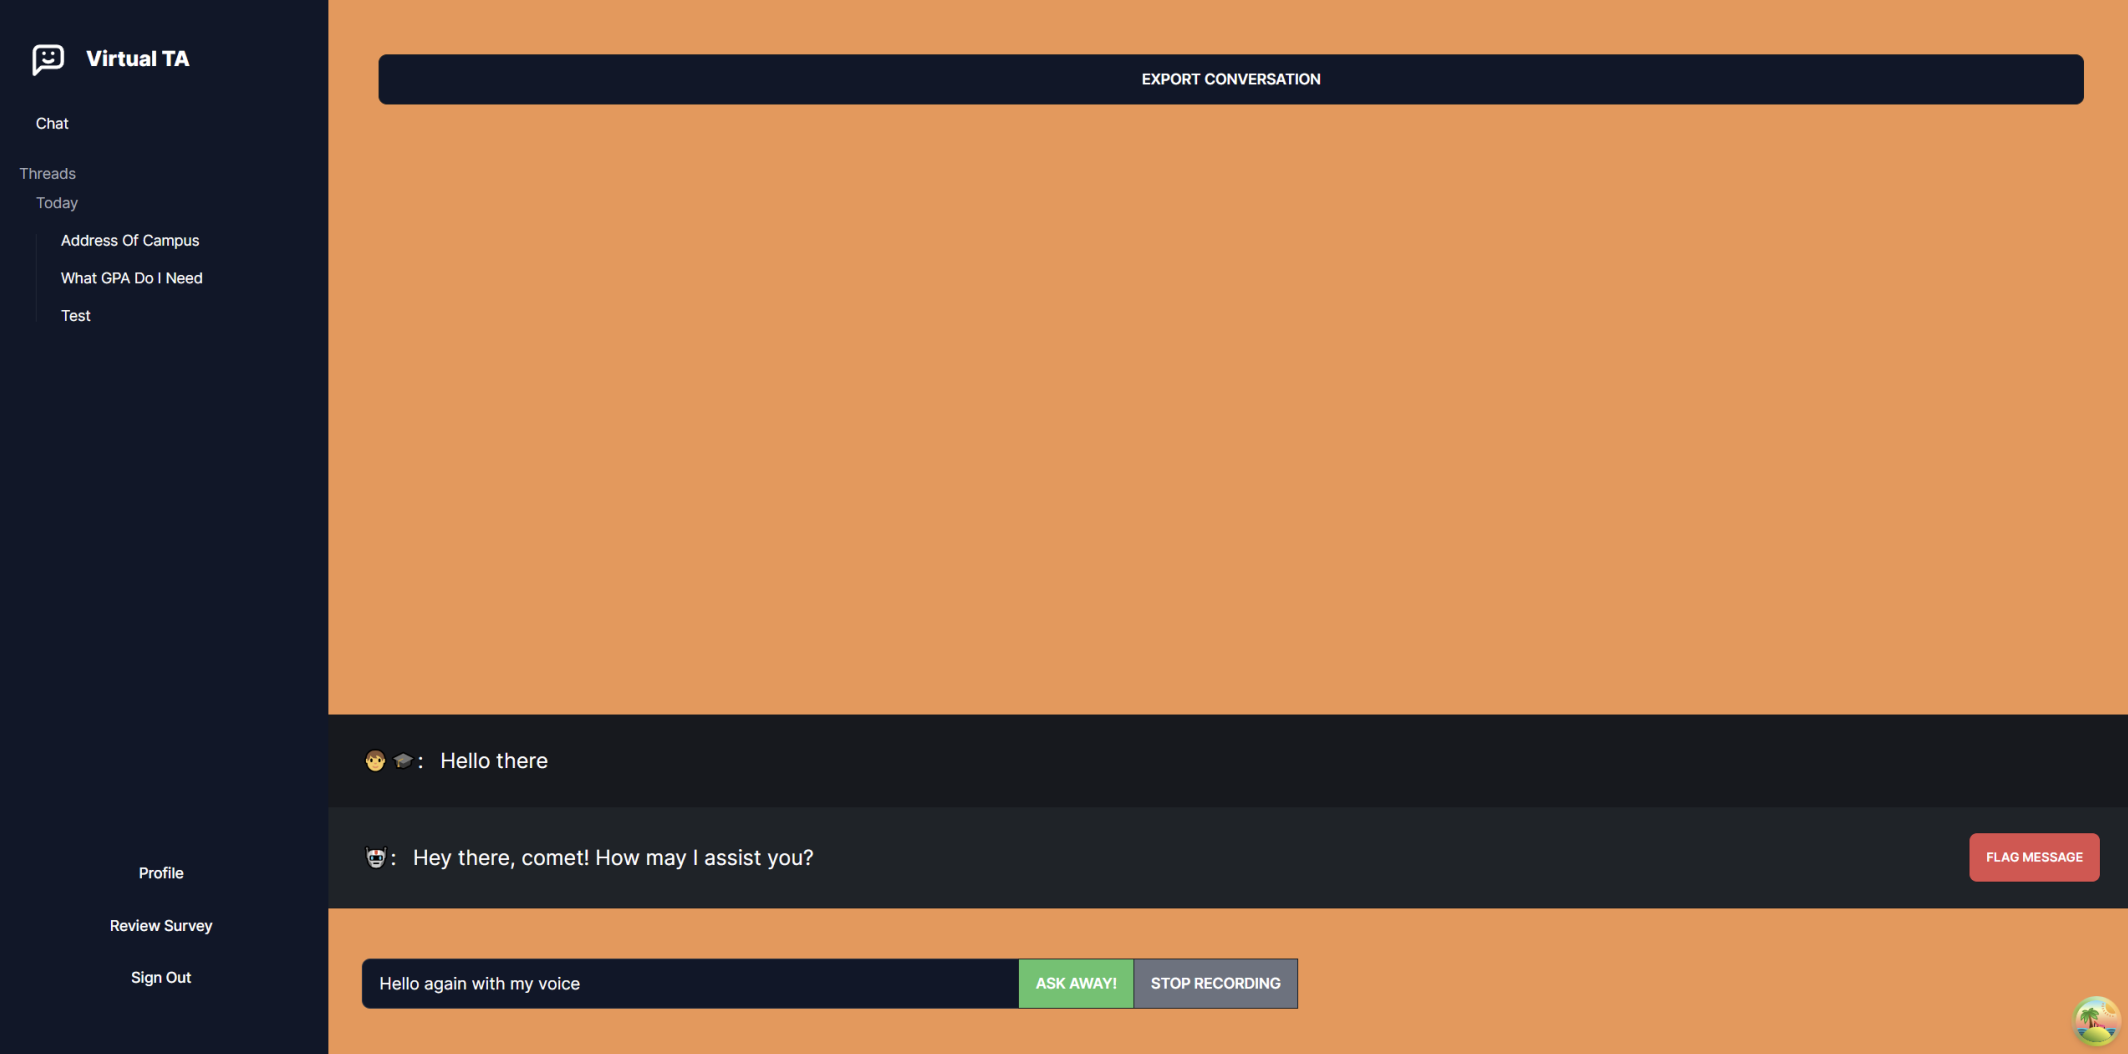 Virtual TA
Chat
Threads
Today
Address Of Campus
What GPA Do I Need
Test
Profile
Review Survey
Sign Out
EXPORT CONVERSATION
: Hello there
: Hey there, comet! How may I assist you?
FLAG MESSAGE
Hello again with my voice
ASK AWAY!
STOP RECORDING